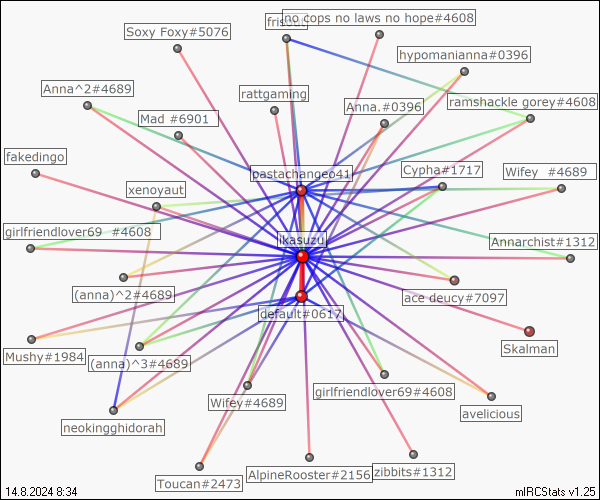 no cops no laws no hope#4608
Soxy Foxy#5076
hypomanianna#0396
Anna^2#4689
rattgaming
Anna.#0396
ramshackle gorey#4608
Mad #6901
fakedingo
pastachangeo41
Cypha#1717
Wifey #4689
xenoyaut
girlfriendlover69 #4608
ikasuzu
Annarchist#1312
(anna)^2#4689
ace deucy#7097
default#0617
Mushy#1984
(anna)^3#4689
Skalman
Wifey#4689
girlfriendlover69#4608
avelicious
neokingghidorah
Toucan#2473
AlpineRooster#2156
zibbits#1312
14.8.2024 8:34
mIRCStats v1.25